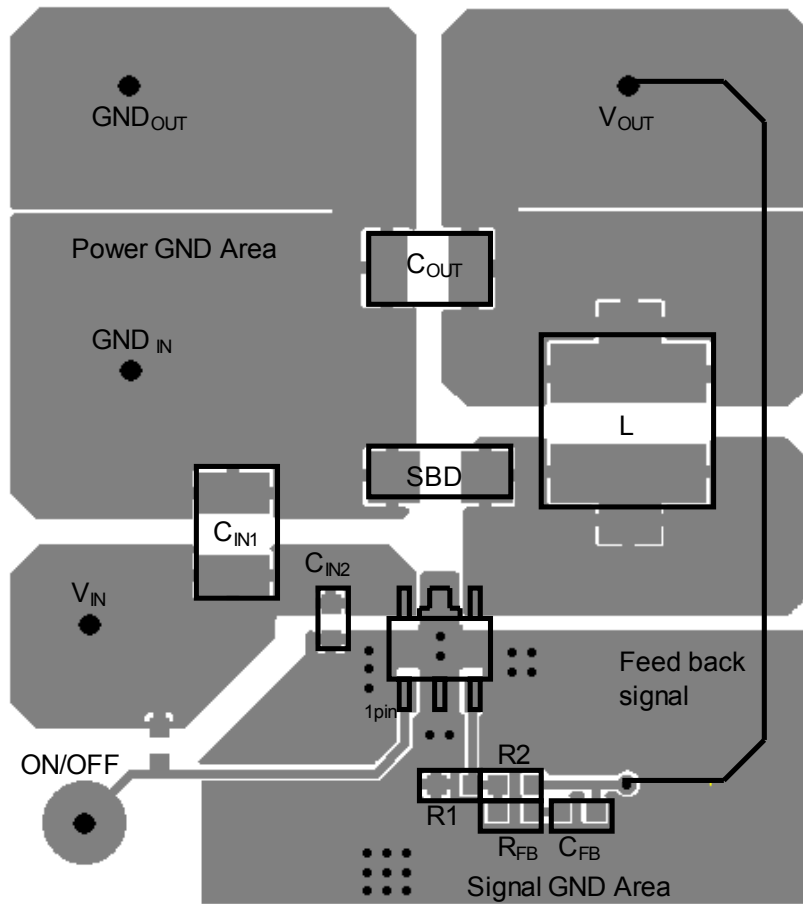 GNDOUT
VOUT
Power GND Area
COUT
GND IN
L
SBD
CIN1
CIN2
VIN
Feed back
signal
1pin
ON/OFF
R2
R1
RFB
CFB
Signal GND Area